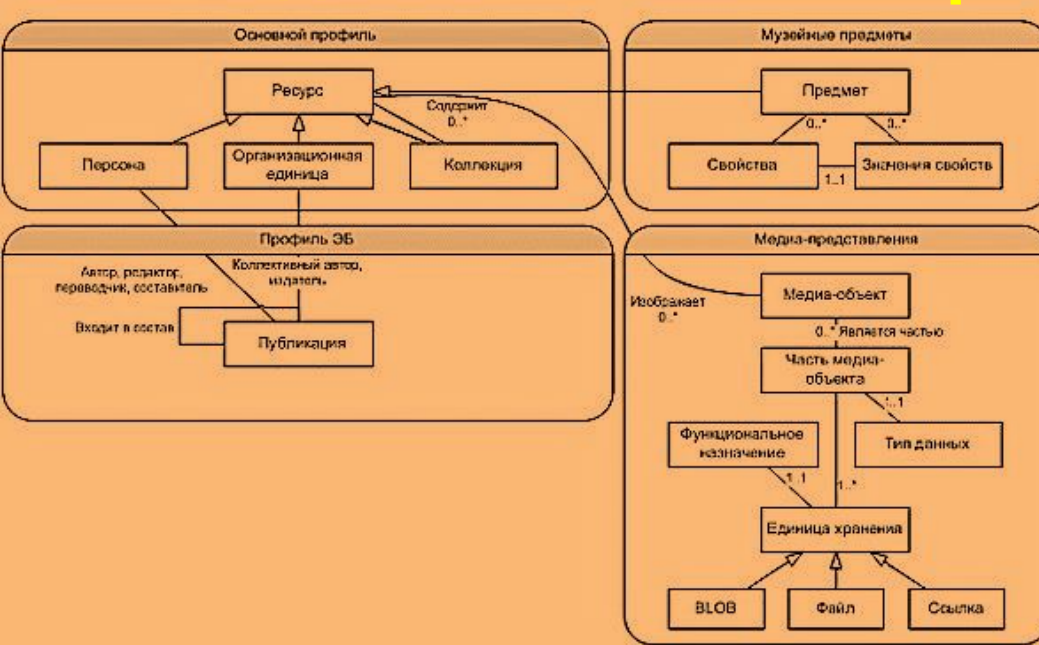 Основной профиль
Ресурс
Содержит
0..*
Персона
Организационная
единица
Коллекция
Музейные предметы
Предмет
0..*
0..*
Свойства
1..1
Значения свойств
Профиль ЭБ
Автор, редактор,
переводчик, составитель
Коллективный автор,
издатель
Входит в состав
Публикация
Медиа-представления
Изображает
0..*
Медиа-объект
0..* Является частью
Часть медиа-
объекта
1..1
Функциональное
назначение
Тип данных
1..1
1..*
Единица хранения
BLOB
Файл
Ссылка